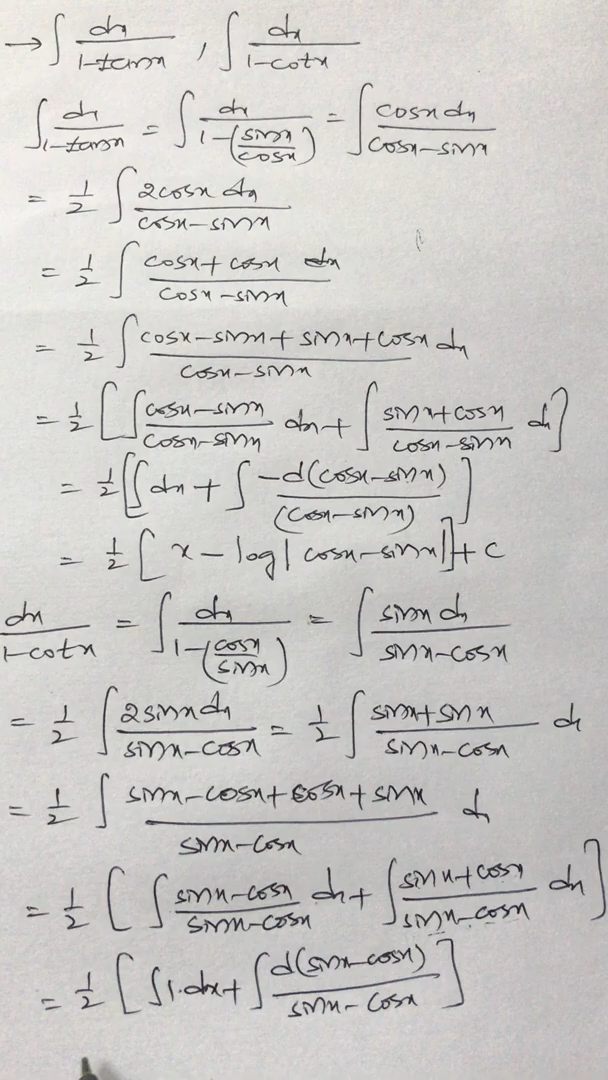 → ∫ dx/(1-tanx) , ∫ dx/(1-cotx)
∫ dx/(1-tanx) = ∫ dx/(1-(sinx/cosx)) = ∫ cosx dx/(cosx-sinx)
= 1/2 ∫ 2cosx dx/(cosx-sinx)
= 1/2 ∫ (cosx+cosx)/(cosx-sinx) dx
= 1/2 ∫ (cosx-sinx+sinx+cosx)/(cosx-sinx) dx
= 1/2 [∫ (cosx-sinx)/(cosx-sinx) dx + ∫ (sinx+cosx)/(cosx-sinx) dx]
= 1/2 [∫dx + ∫ -d(cosx-sinx)/(cosx-sinx)]
= 1/2 [x - log|cosx-sinx|] + c
dx/(1-cotx) = ∫ dx/(1-(cosx/sinx)) = ∫ sinx dx/(sinx-cosx)
= 1/2 ∫ 2sinx dx/(sinx-cosx) = 1/2 ∫ (sinx+sinx)/(sinx-cosx) dx
= 1/2 ∫ (sinx-cosx+cosx+sinx)/(sinx-cosx) dx
= 1/2 [∫ (sinx-cosx)/(sinx-cosx) dx + ∫ (sinx+cosx)/(sinx-cosx) dx]
= 1/2 [∫1.dx + ∫ d(sinx-cosx)/(sinx-cosx)]